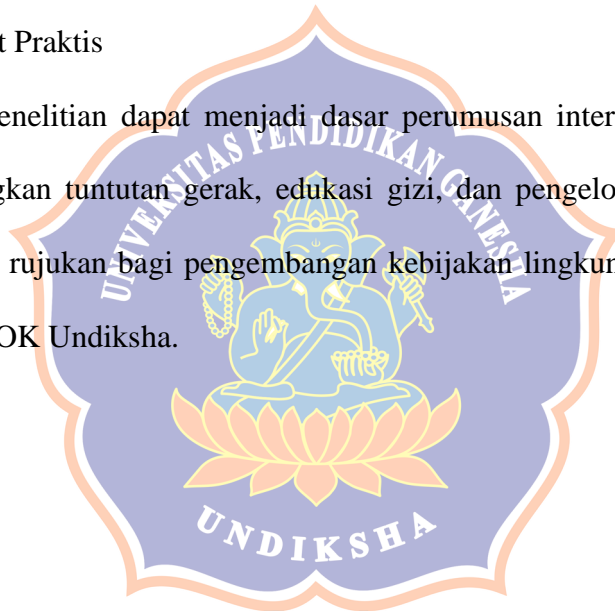 t Praktis
enelitian dapat menjadi dasar perumusan inter
gkan tuntutan gerak, edukasi gizi, dan pengelo
rujukan bagi pengembangan kebijakan lingkun
OK Undiksha.
UNIVERSITAS PENDIDIKAN GANESHA
UNDIKSHA